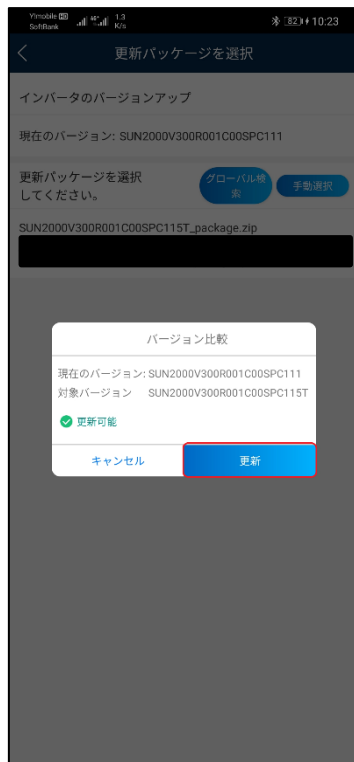 Y!mobile HD 46+ 1.3 82 10:23
SoftBank K/s
更新パッケージを選択
インバータのバージョンアップ
現在のバージョン: SUN2000V300R001C00SPC111
更新パッケージを選択
してください。
グローバル検
索
手動選択
SUN2000V300R001C00SPC115T_package.zip
バージョン比較
現在のバージョン: SUN2000V300R001C00SPC111
対象バージョン SUN2000V300R001C00SPC115T
更新可能
キャンセル 更新